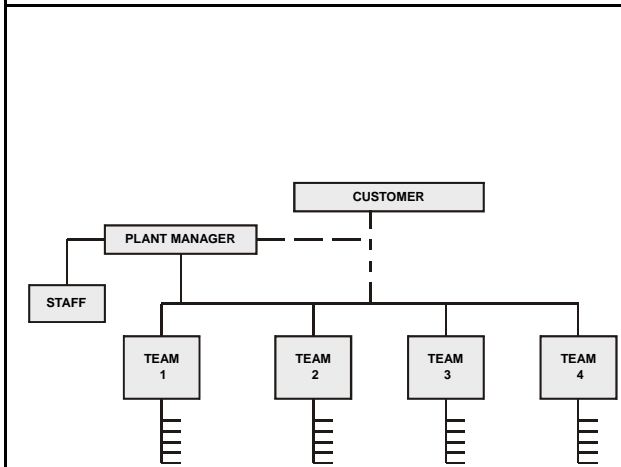 CUSTOMER
PLANT MANAGER
STAFF
TEAM
1
TEAM
2
TEAM
3
TEAM
4